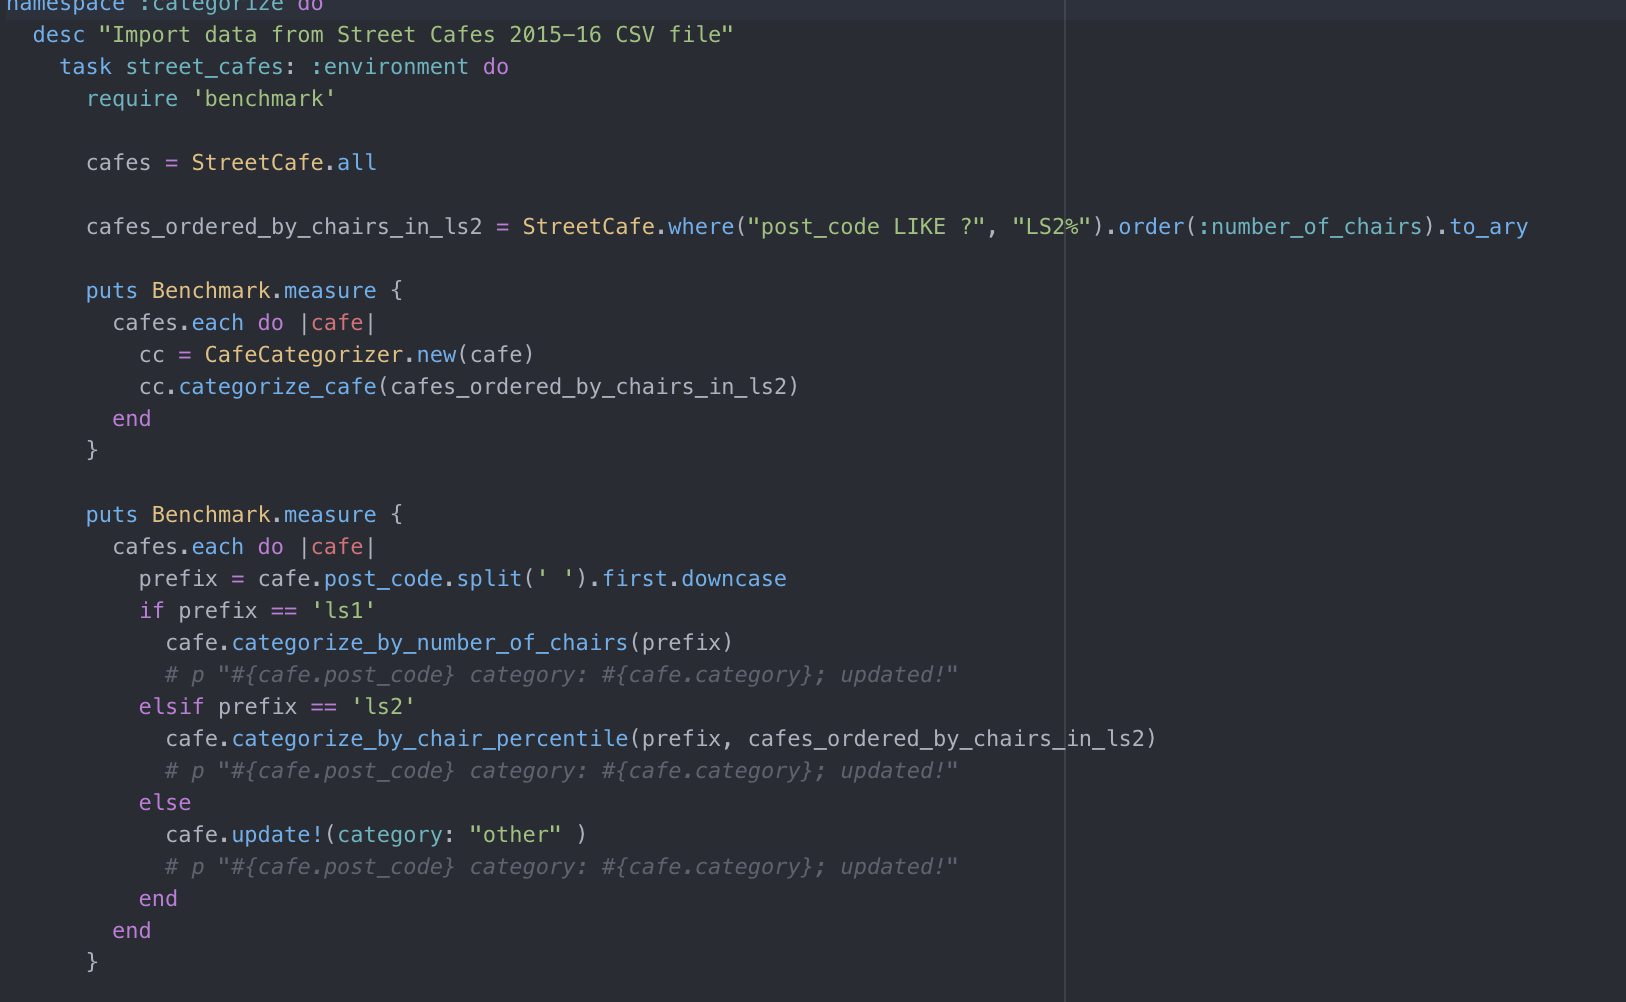 namespace :categorize do
  desc "Import data from Street Cafes 2015-16 CSV file"
    task street_cafes: :environment do
      require 'benchmark'

      cafes = StreetCafe.all

      cafes_ordered_by_chairs_in_ls2 = StreetCafe.where("post_code LIKE ?", "LS2%").order(:number_of_chairs).to_ary

      puts Benchmark.measure {
        cafes.each do |cafe|
          cc = CafeCategorizer.new(cafe)
          cc.categorize_cafe(cafes_ordered_by_chairs_in_ls2)
        end
      }

      puts Benchmark.measure {
        cafes.each do |cafe|
          prefix = cafe.post_code.split(' ').first.downcase
          if prefix == 'ls1'
            cafe.categorize_by_number_of_chairs(prefix)
            # p "#{cafe.post_code} category: #{cafe.category}; updated!"
          elsif prefix == 'ls2'
            cafe.categorize_by_chair_percentile(prefix, cafes_ordered_by_chairs_in_ls2)
            # p "#{cafe.post_code} category: #{cafe.category}; updated!"
          else
            cafe.update!(category: "other" )
            # p "#{cafe.post_code} category: #{cafe.category}; updated!"
          end
        end
      }